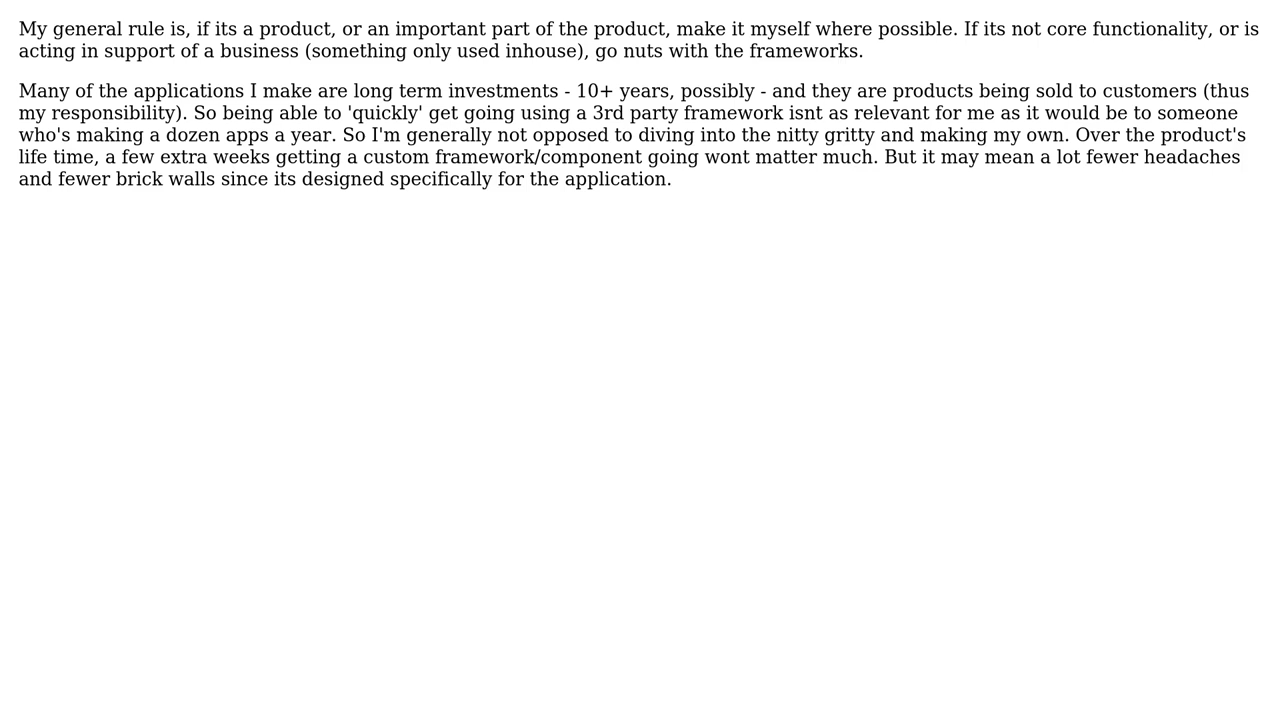 My general rule is, if its a product, or an important part of the product, make it myself where possible. If its not core functionality, or is
acting in support of a business (something only used inhouse), go nuts with the frameworks.
Many of the applications I make are long term investments - 10+ years, possibly - and they are products being sold to customers (thus
my responsibility). So being able to 'quickly' get going using a 3rd party framework isnt as relevant for me as it would be to someone
who's making a dozen apps a year. So I'm generally not opposed to diving into the nitty gritty and making my own. Over the product's
life time, a few extra weeks getting a custom framework/component going wont matter much. But it may mean a lot fewer headaches
and fewer brick walls since its designed specifically for the application.